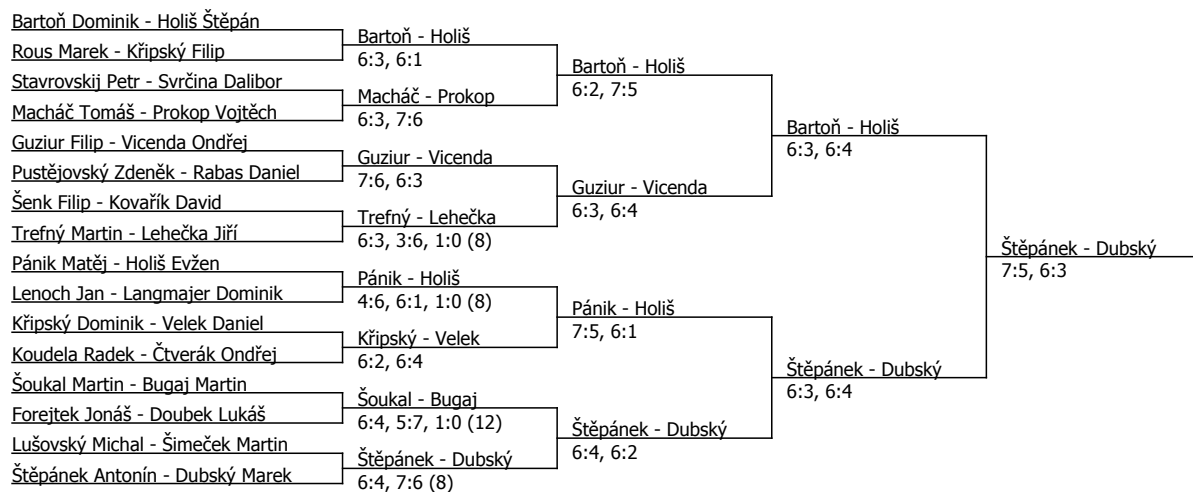 Bartoň Dominik - Holiš Štěpán
Rous Marek - Křipský Filip
Stavrovskij Petr - Svrčina Dalibor
Macháč Tomáš - Prokop Vojtěch
Guziur Filip - Vicenda Ondřej
Pustějovský Zdeněk - Rabas Daniel
Šenk Filip - Kovařík David
Trefný Martin - Lehečka Jiří
Pánik Matěj - Holiš Evžen
Lenoch Jan - Langmajer Dominik
Křipský Dominik - Velek Daniel
Koudela Radek - Čtverák Ondřej
Šoukal Martin - Bugaj Martin
Forejtek Jonáš - Doubek Lukáš
Lušovský Michal - Šimeček Martin
Štěpánek Antonín - Dubský Marek
Bartoň - Holiš
6:3, 6:1
Macháč - Prokop
6:3, 7:6
Guziur - Vicenda
7:6, 6:3
Trefný - Lehečka
6:3, 3:6, 1:0 (8)
Pánik - Holiš
4:6, 6:1, 1:0 (8)
Křipský - Velek
6:2, 6:4
Šoukal - Bugaj
6:4, 5:7, 1:0 (12)
Štěpánek - Dubský
6:4, 7:6 (8)
Bartoň - Holiš
6:2, 7:5
Guziur - Vicenda
6:3, 6:4
Pánik - Holiš
7:5, 6:1
Štěpánek - Dubský
6:4, 6:2
Bartoň - Holiš
6:3, 6:4
Štěpánek - Dubský
6:3, 6:4
Štěpánek - Dubský
7:5, 6:3